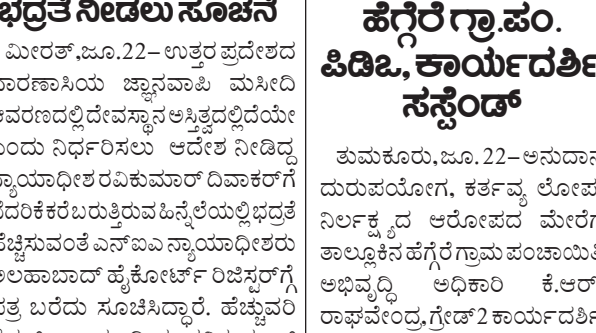 ಭದ್ರತೆ ನೀಡಲು ಸೂಚನೆ
ಮೀರತ್,ಜೂ.22– ಉತ್ತರ ಪ್ರದೇಶದ
ವಾರಣಾಸಿಯ ಜ್ಞಾನವಾಪಿ ಮಸೀದಿ
ಆವರಣದಲ್ಲಿ ದೇವಸ್ಥಾನ ಅಸ್ತಿತ್ವದಲ್ಲಿದೆಯೇ
ಎಂದು ನಿರ್ಧರಿಸಲು ಆದೇಶ ನೀಡಿದ್ದ
ನ್ಯಾಯಾಧೀಶ ರವಿಕುಮಾರ್ ದಿವಾಕರ್‌ಗೆ
ಬೆದರಿಕೆ ಕರೆ ಬರುತ್ತಿರುವ ಹಿನ್ನೆಲೆಯಲ್ಲಿ ಭದ್ರತೆ
ಹೆಚ್ಚಿಸುವಂತೆ ಎನ್‌ಐಎ ನ್ಯಾಯಾಧೀಶರು
ಅಲಹಾಬಾದ್ ಹೈಕೋರ್ಟ್ ರಿಜಿಸ್ಟರ್‌ಗೆ
ಪತ್ರ ಬರೆದು ಸೂಚಿಸಿದ್ದಾರೆ. ಹೆಚ್ಚುವರಿ
ಹೆಗ್ಗೆರೆ ಗ್ರಾ.ಪಂ.
ಪಿಡಿಒ, ಕಾರ್ಯದರ್ಶಿ
ಸಸ್ಪೆಂಡ್
ತುಮಕೂರು, ಜೂ. 22– ಅನುದಾನ
ದುರುಪಯೋಗ, ಕರ್ತವ್ಯ ಲೋಪ
ನಿರ್ಲಕ್ಷ್ಯದ ಆರೋಪದ ಮೇರೆಗೆ
ತಾಲ್ಲೂಕಿನ ಹೆಗ್ಗೆರೆ ಗ್ರಾಮ ಪಂಚಾಯಿತಿ
ಅಭಿವೃದ್ಧಿ ಅಧಿಕಾರಿ ಕೆ.ಆರ್
ರಾಘವೇಂದ್ರ, ಗ್ರೇಡ್ 2 ಕಾರ್ಯದರ್ಶಿ